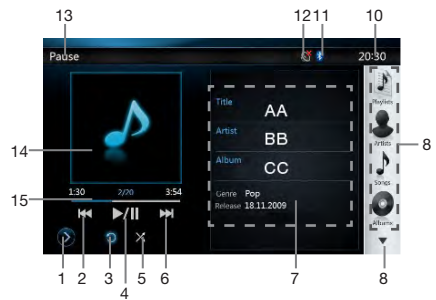 13 12 11 10
Pause 20:30
Title AA
Artist BB
Album CC
Genre Pop
Release 18.11.2009
Playlists
Artists
Songs
Albums
8
14
1:30 2/20 3:54
15
1 2 3 4 5 6 7 8